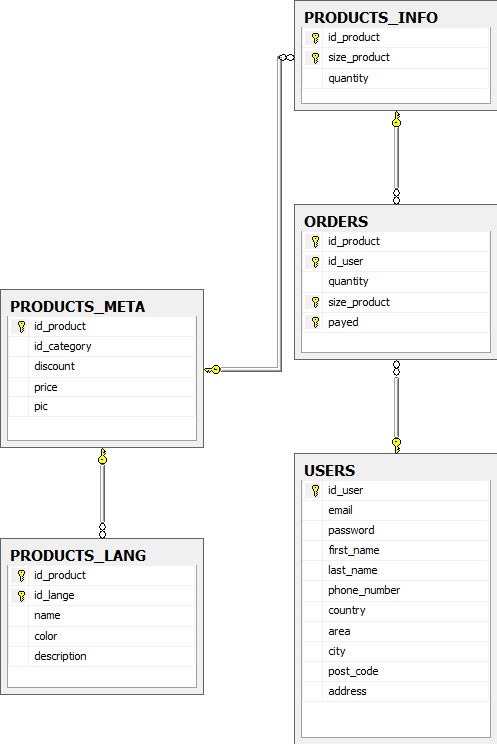 PRODUCTS_INFO
id_product
size_product
quantity
ORDERS
id_product
id_user
quantity
size_product
payed
PRODUCTS_META
id_product
id_category
discount
price
pic
USERS
id_user
email
password
first_name
last_name
phone_number
country
area
city
post_code
address
PRODUCTS_LANG
id_product
id_lange
name
color
description